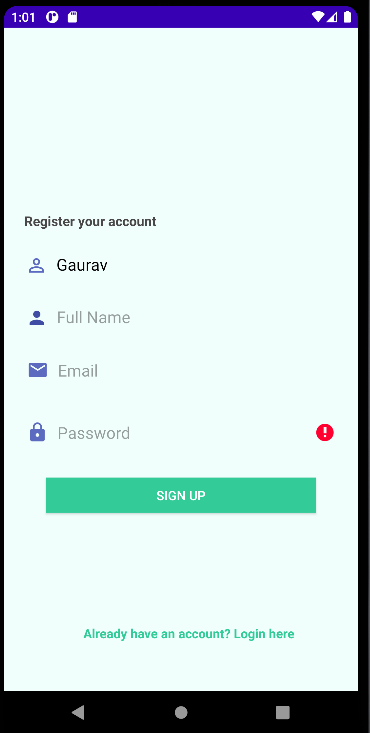 1:01
Register your account
Gaurav
Full Name
Email
Password
SIGN UP
Already have an account? Login here